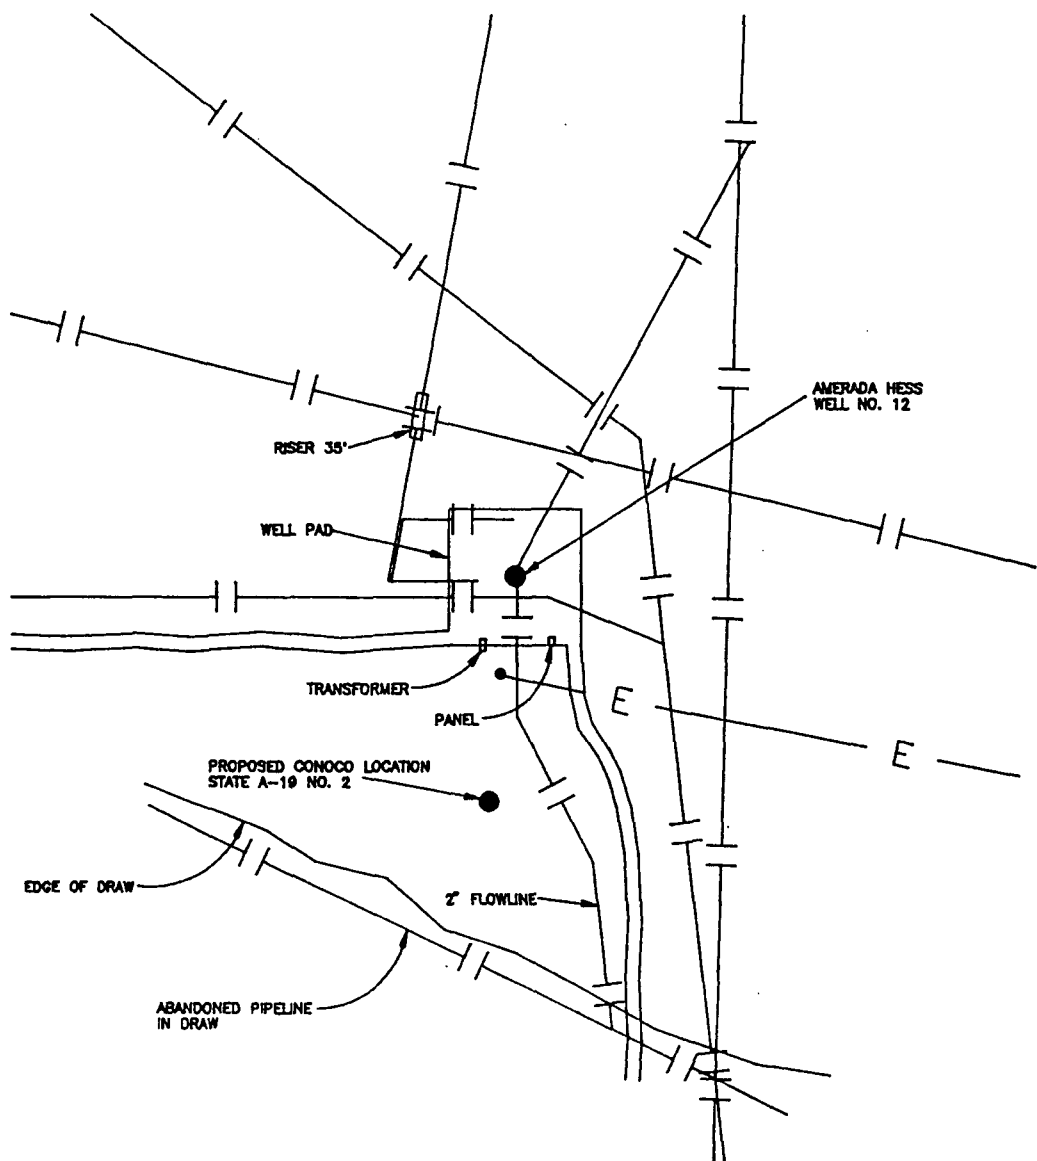 AMERADA HESS
WELL NO. 12
RISER 35'
WELL PAD
TRANSFORMER
E
PANEL
E
PROPOSED CONOCO LOCATION
STATE A-19 NO. 2
EDGE OF DRAW
2" FLOWLINE
ABANDONED PIPELINE
IN DRAW